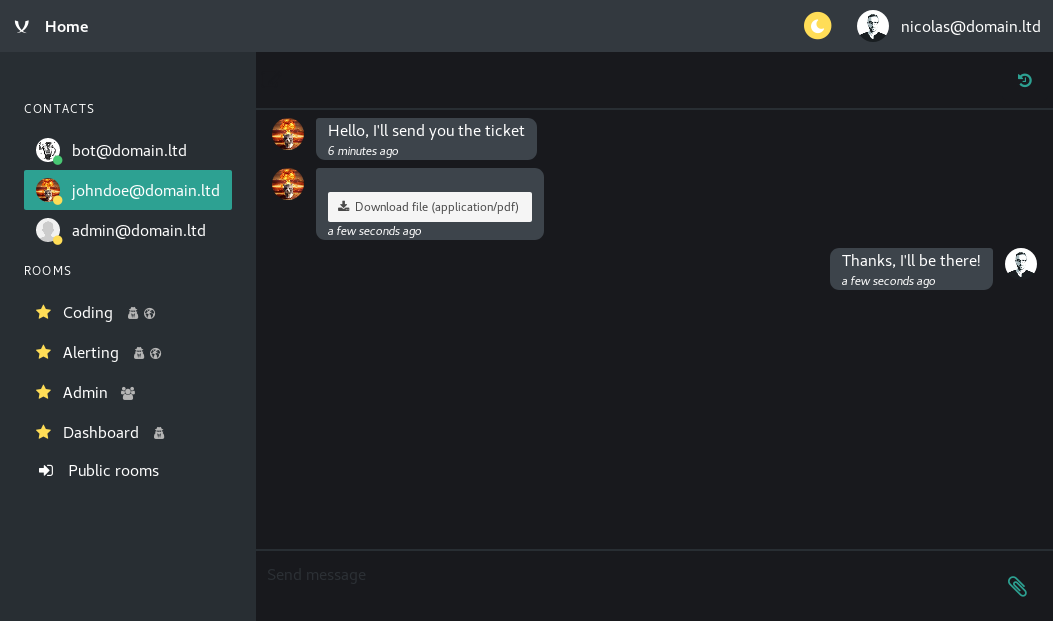 Home
nicolas@domain.ltd
CONTACTS
bot@domain.ltd
johndoe@domain.ltd
admin@domain.ltd
ROOMS
Coding
Alerting
Admin
Dashboard
Public rooms
Hello, I'll send you the ticket
6 minutes ago
Download file (application/pdf)
a few seconds ago
Thanks, I'll be there!
a few seconds ago
Send message